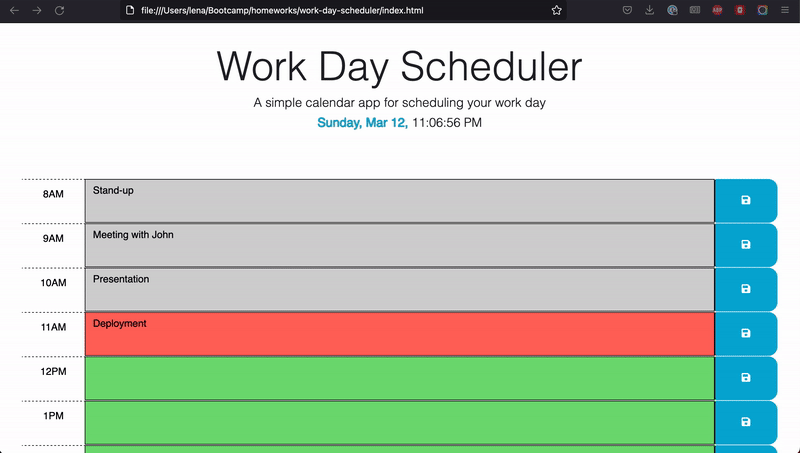 file:///Users/lena/Bootcamp/homeworks/work-day-scheduler/index.html
Work Day Scheduler
A simple calendar app for scheduling your work day
Sunday, Mar 12, 11:06:56 PM
8AM Stand-up
9AM Meeting with John
10AM Presentation
11AM Deployment
12PM
1PM